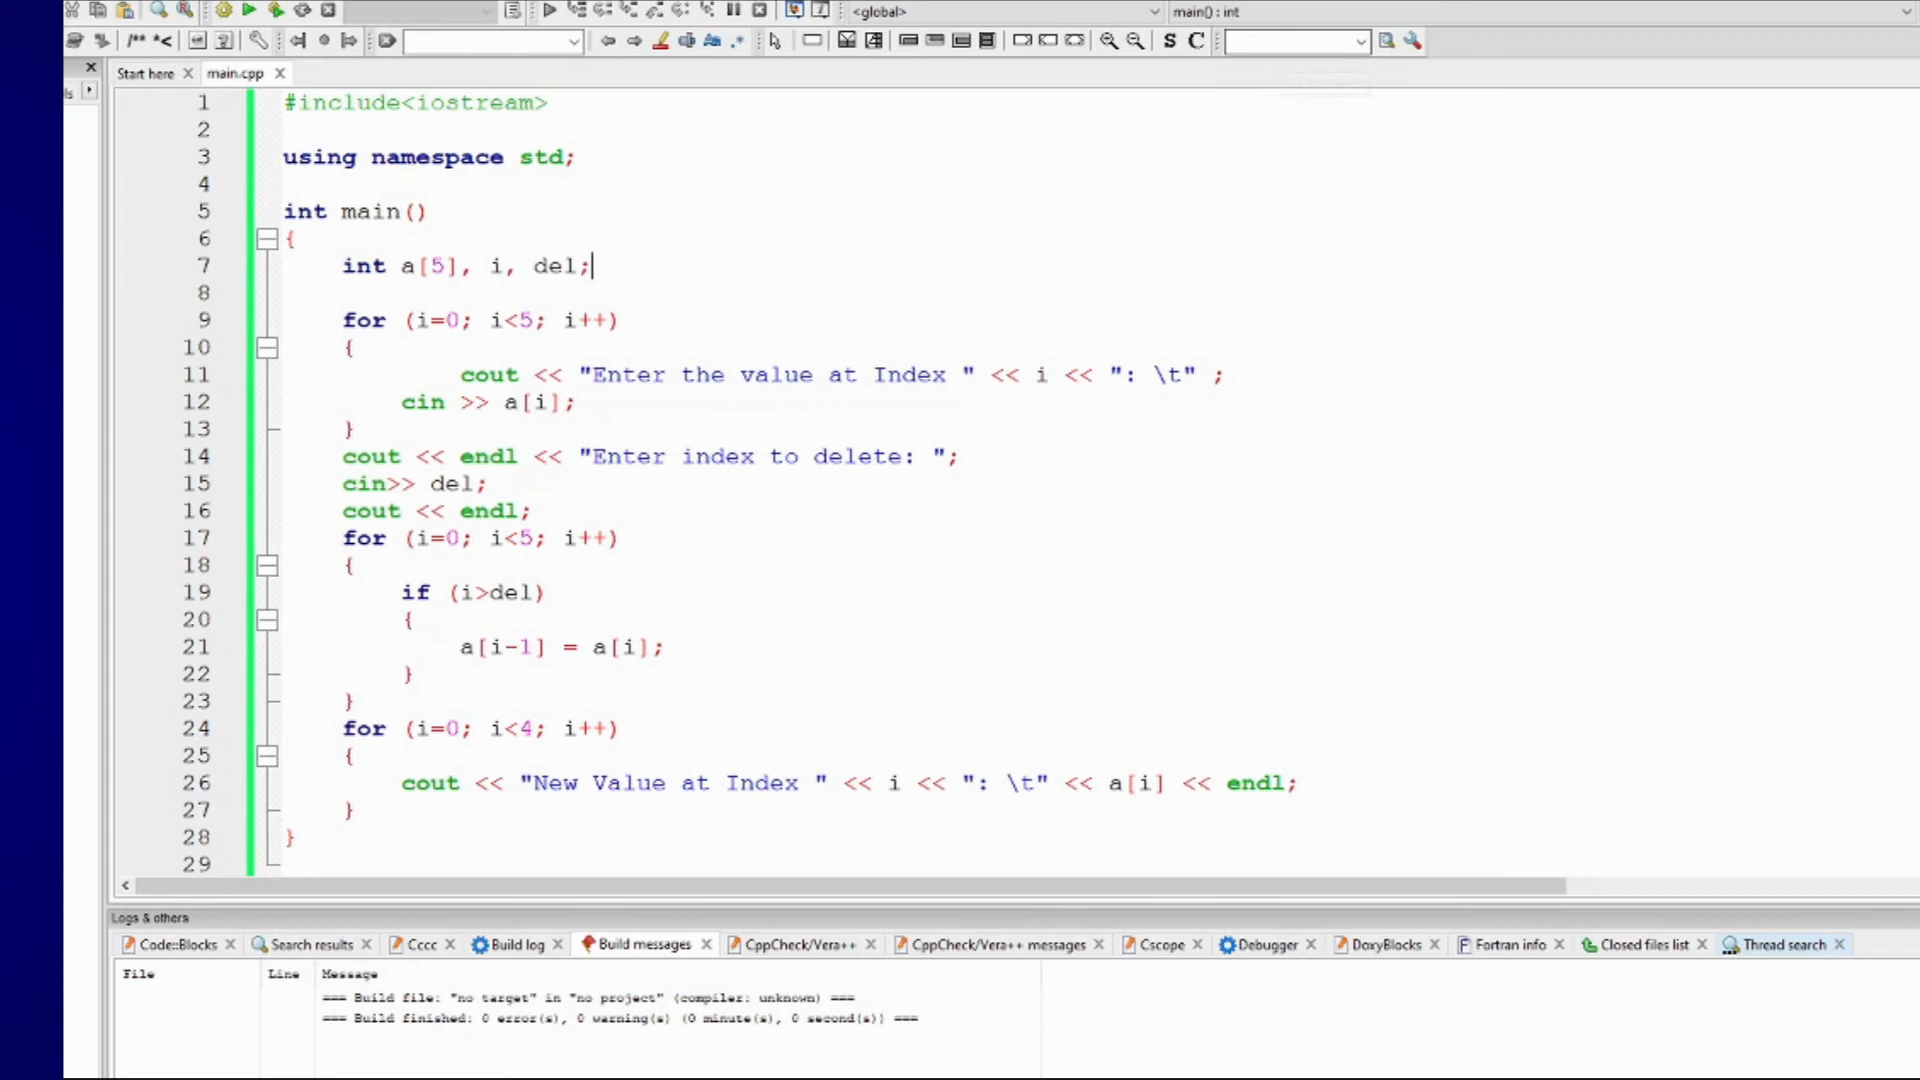 <global>
main() : int
S C
Start here
main.cpp
1 #include<iostream>
2
3 using namespace std;
4
5 int main()
6 {
7 int a[5], i, del;
8
9 for (i=0; i<5; i++)
10 {
11 cout << "Enter the value at Index " << i << ": \t" ;
12 cin >> a[i];
13 }
14 cout << endl << "Enter index to delete: ";
15 cin>> del;
16 cout << endl;
17 for (i=0; i<5; i++)
18 {
19 if (i>del)
20 {
21 a[i-1] = a[i];
22 }
23 }
24 for (i=0; i<4; i++)
25 {
26 cout << "New Value at Index " << i << ": \t" << a[i] << endl;
27 }
28 }
29
Logs & others
Code::Blocks Search results Cccc Build log Build messages CppCheck/Vera++ CppCheck/Vera++ messages Cscope Debugger DoxyBlocks Fortran info Closed files list Thread search
File Line Message
=== Build file: "no target" in "no project" (compiler: unknown) ===
=== Build finished: 0 error(s), 0 warning(s) (0 minute(s), 0 second(s)) ===